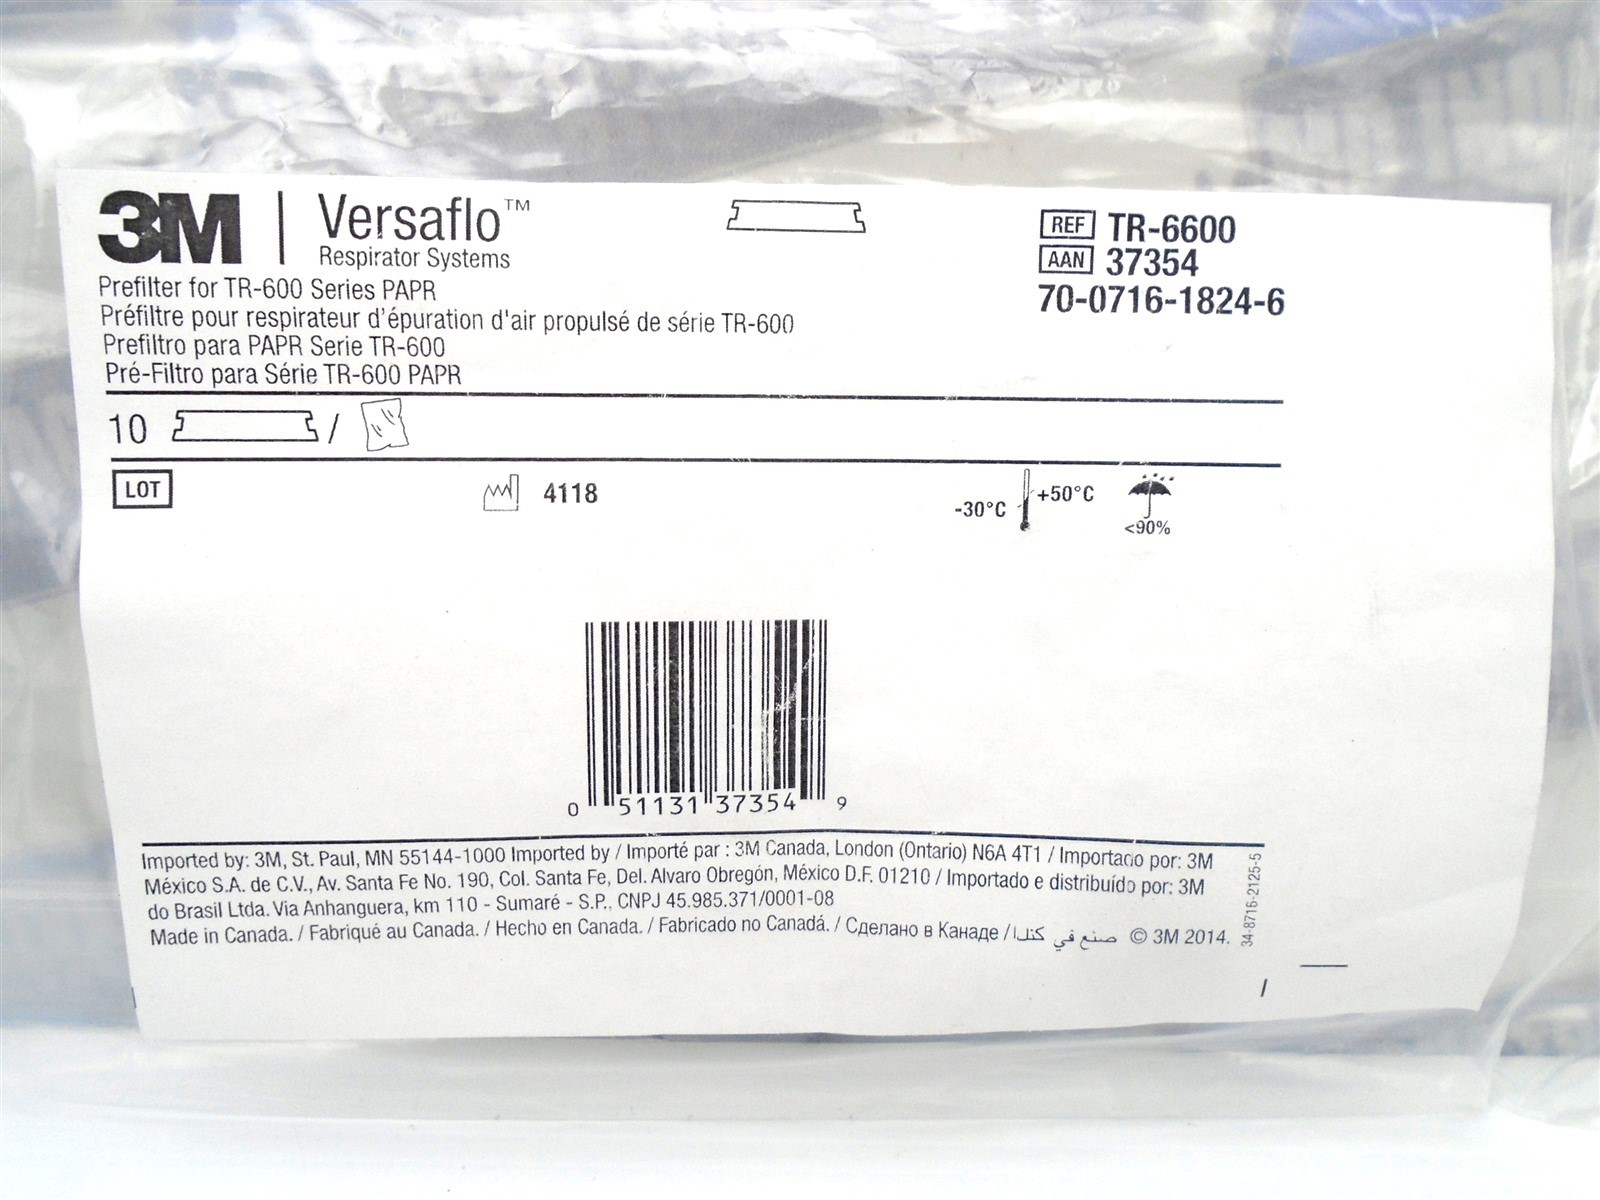 3M | Versaflo™
Respirator Systems
REF TR-6600
AAN 37354
70-0716-1824-6
Prefilter for TR-600 Series PAPR
Préfiltre pour respirateur d'épuration d'air propulsé de série TR-600
Prefiltro para PAPR Serie TR-600
Pré-Filtro para Série TR-600 PAPR
10 /
LOT 4118 -30°C +50°C
<90%
0 51131 37354 9
Imported by: 3M, St. Paul, MN 55144-1000 Imported by / Importé par : 3M Canada, London (Ontario) N6A 4T1 / Importado por: 3M
México S.A. de C.V., Av. Santa Fe No. 190, Col. Santa Fe, Del. Alvaro Obregón, México D.F. 01210 / Importado e distribuído por: 3M
do Brasil Ltda. Via Anhanguera, km 110 - Sumaré - S.P., CNPJ 45.985.371/0001-08
Made in Canada. / Fabriqué au Canada. / Hecho en Canada. / Fabricado no Canadá. / Сделано в Канаде / صنع في كندا © 3M 2014.
34-8716-2125-5